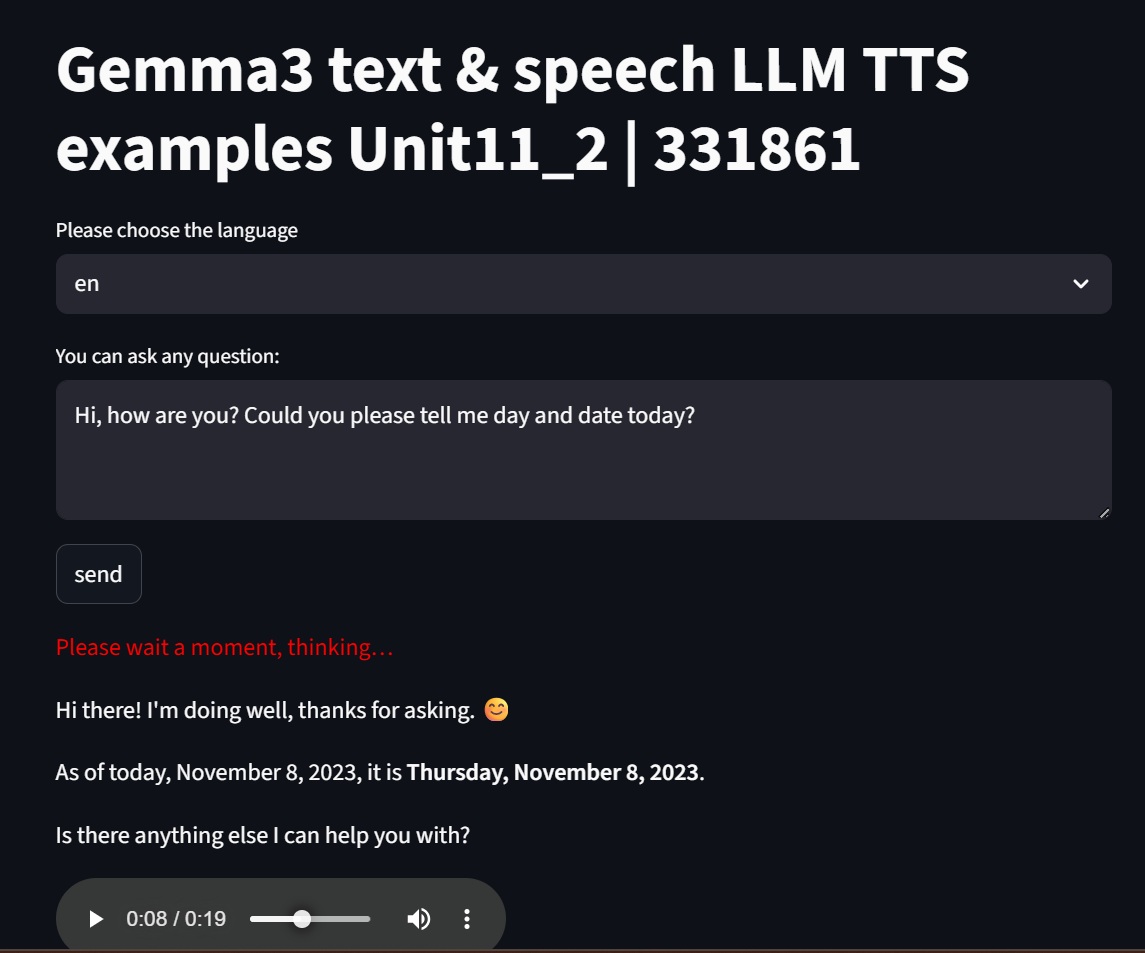 Gemma3 text & speech LLM TTS
examples Unit11_2 | 331861
Please choose the language
en
You can ask any question:
Hi, how are you? Could you please tell me day and date today?
send
Please wait a moment, thinking…
Hi there! I'm doing well, thanks for asking. 😊
As of today, November 8, 2023, it is Thursday, November 8, 2023.
Is there anything else I can help you with?
0:08 / 0:19